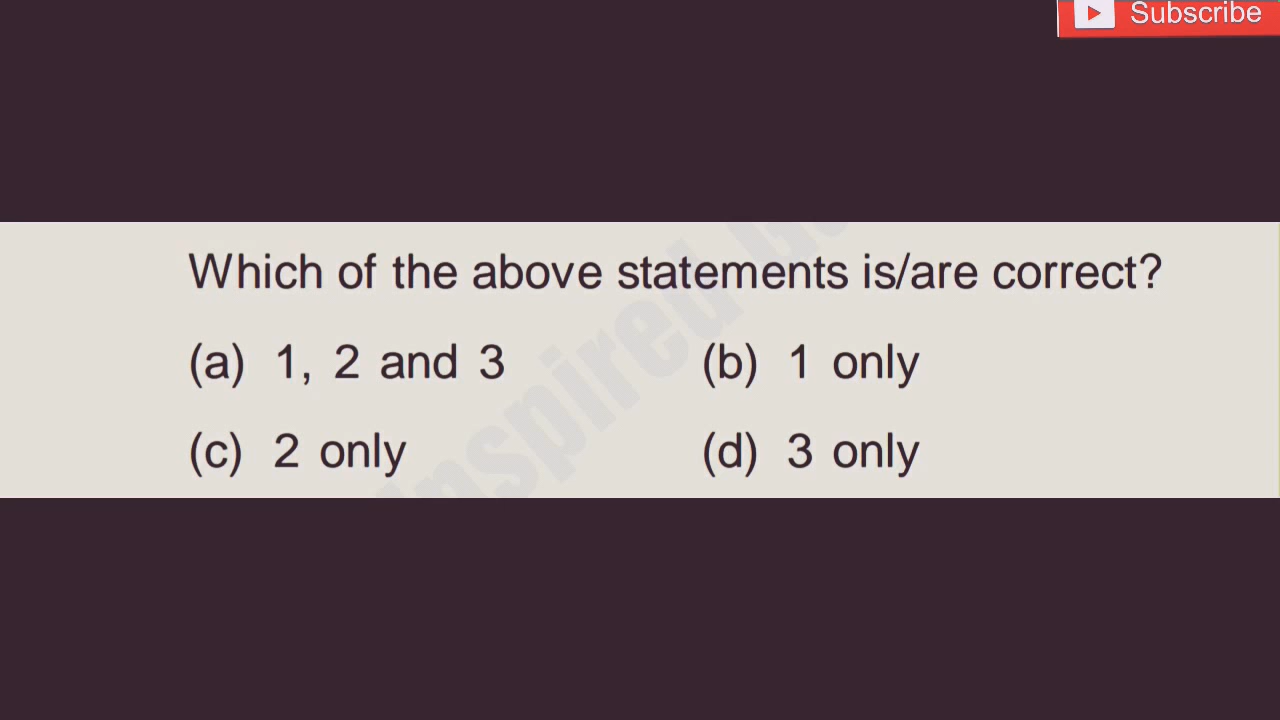 Subscribe
Which of the above statements is/are correct?
(a) 1, 2 and 3 (b) 1 only
(c) 2 only (d) 3 only